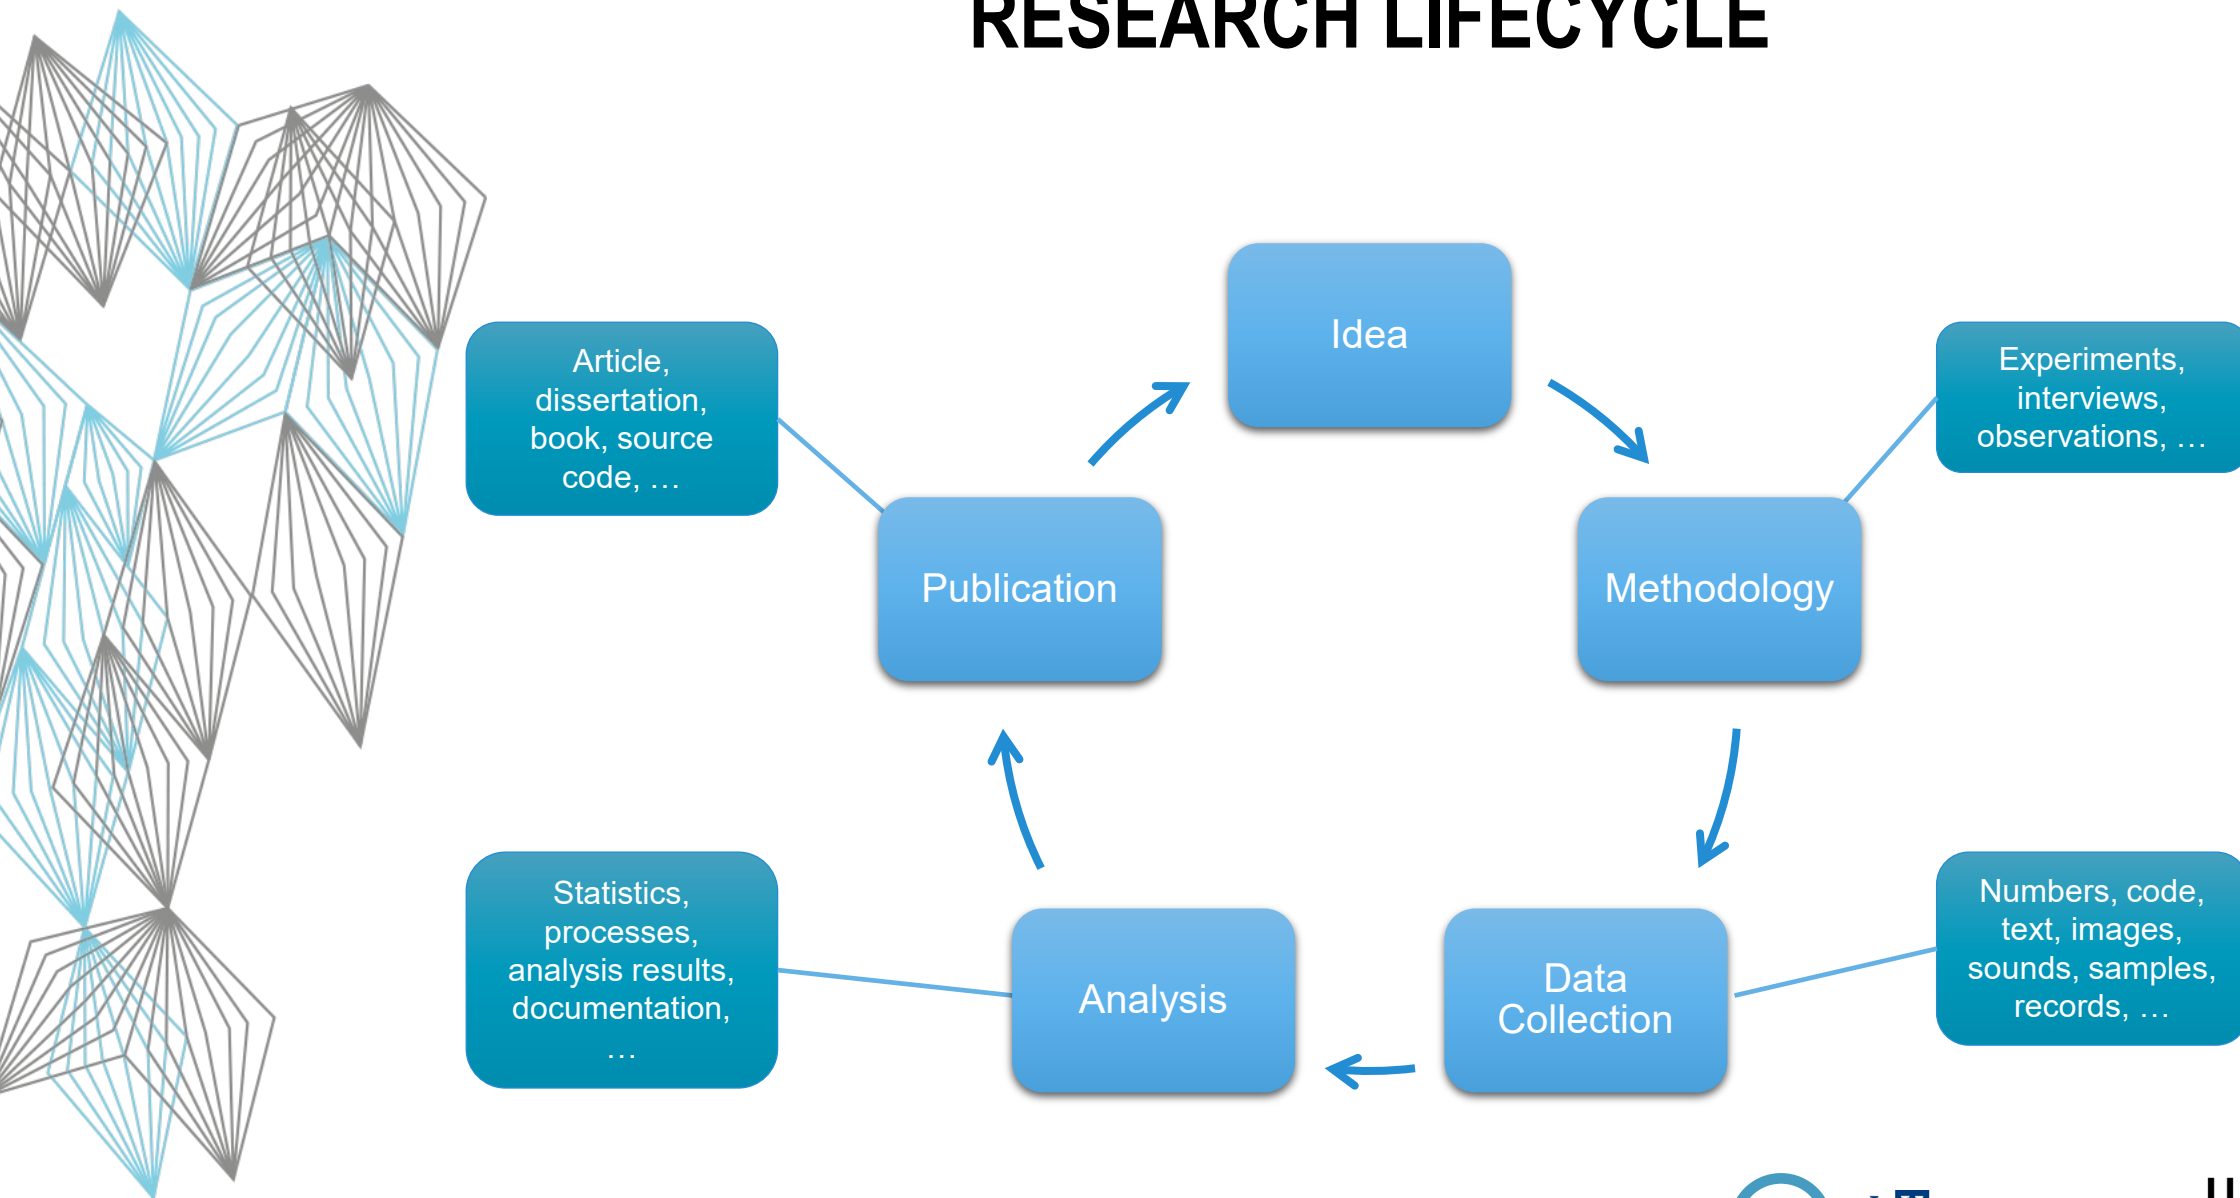 RESEARCH LIFECYCLE
Idea
Article,
dissertation,
book, source
code, …
Experiments,
interviews,
observations, …
Publication
Methodology
Statistics,
processes,
analysis results,
documentation,
…
Analysis
Data
Collection
Numbers, code,
text, images,
sounds, samples,
records, …